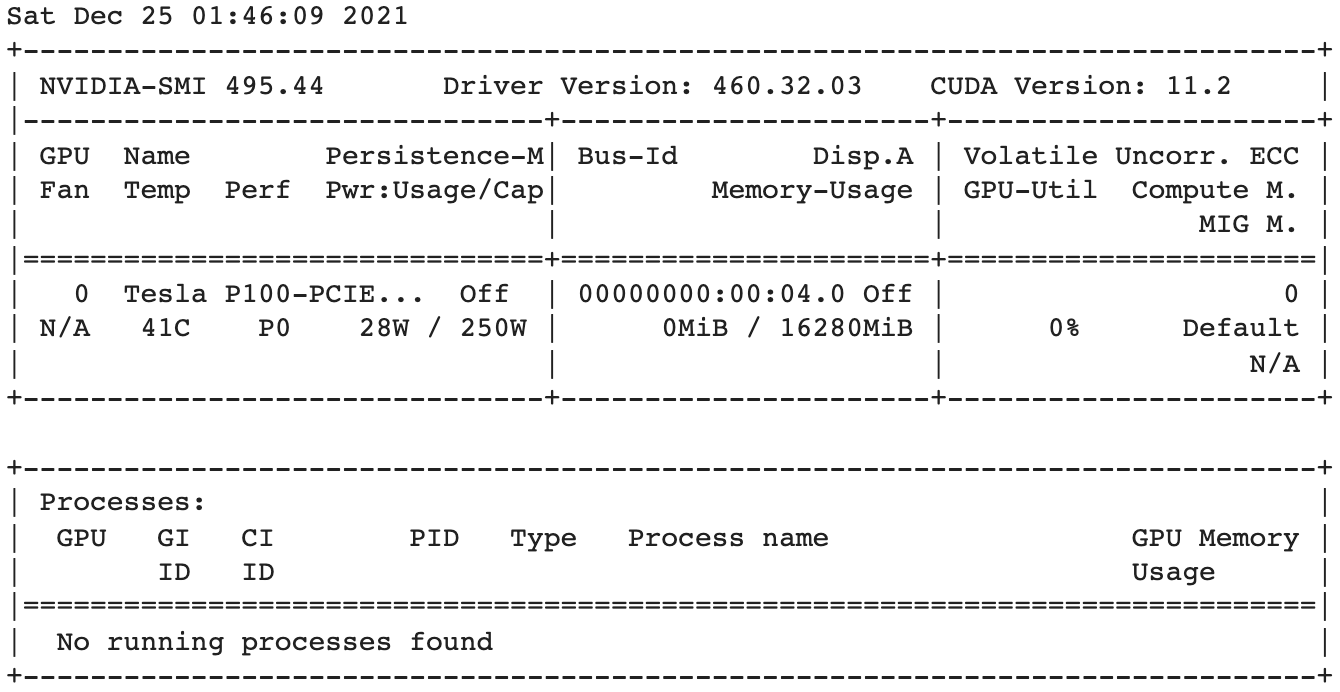 Sat Dec 25 01:46:09 2021
+-----------------------------------------------------------------------------+
| NVIDIA-SMI 495.44       Driver Version: 460.32.03    CUDA Version: 11.2     |
|-------------------------------+----------------------+----------------------+
| GPU  Name        Persistence-M| Bus-Id        Disp.A | Volatile Uncorr. ECC |
| Fan  Temp  Perf  Pwr:Usage/Cap|         Memory-Usage | GPU-Util  Compute M. |
|                               |                      |               MIG M. |
|===============================+======================+======================|
|   0  Tesla P100-PCIE...  Off  | 00000000:00:04.0 Off |                    0 |
| N/A   41C    P0    28W / 250W |      0MiB / 16280MiB |      0%      Default |
|                               |                      |                  N/A |
+-------------------------------+----------------------+----------------------+

+-----------------------------------------------------------------------------+
| Processes:                                                                  |
|  GPU   GI   CI        PID   Type   Process name                  GPU Memory |
|        ID   ID                                                   Usage      |
|=============================================================================|
|  No running processes found                                                 |
+-----------------------------------------------------------------------------+